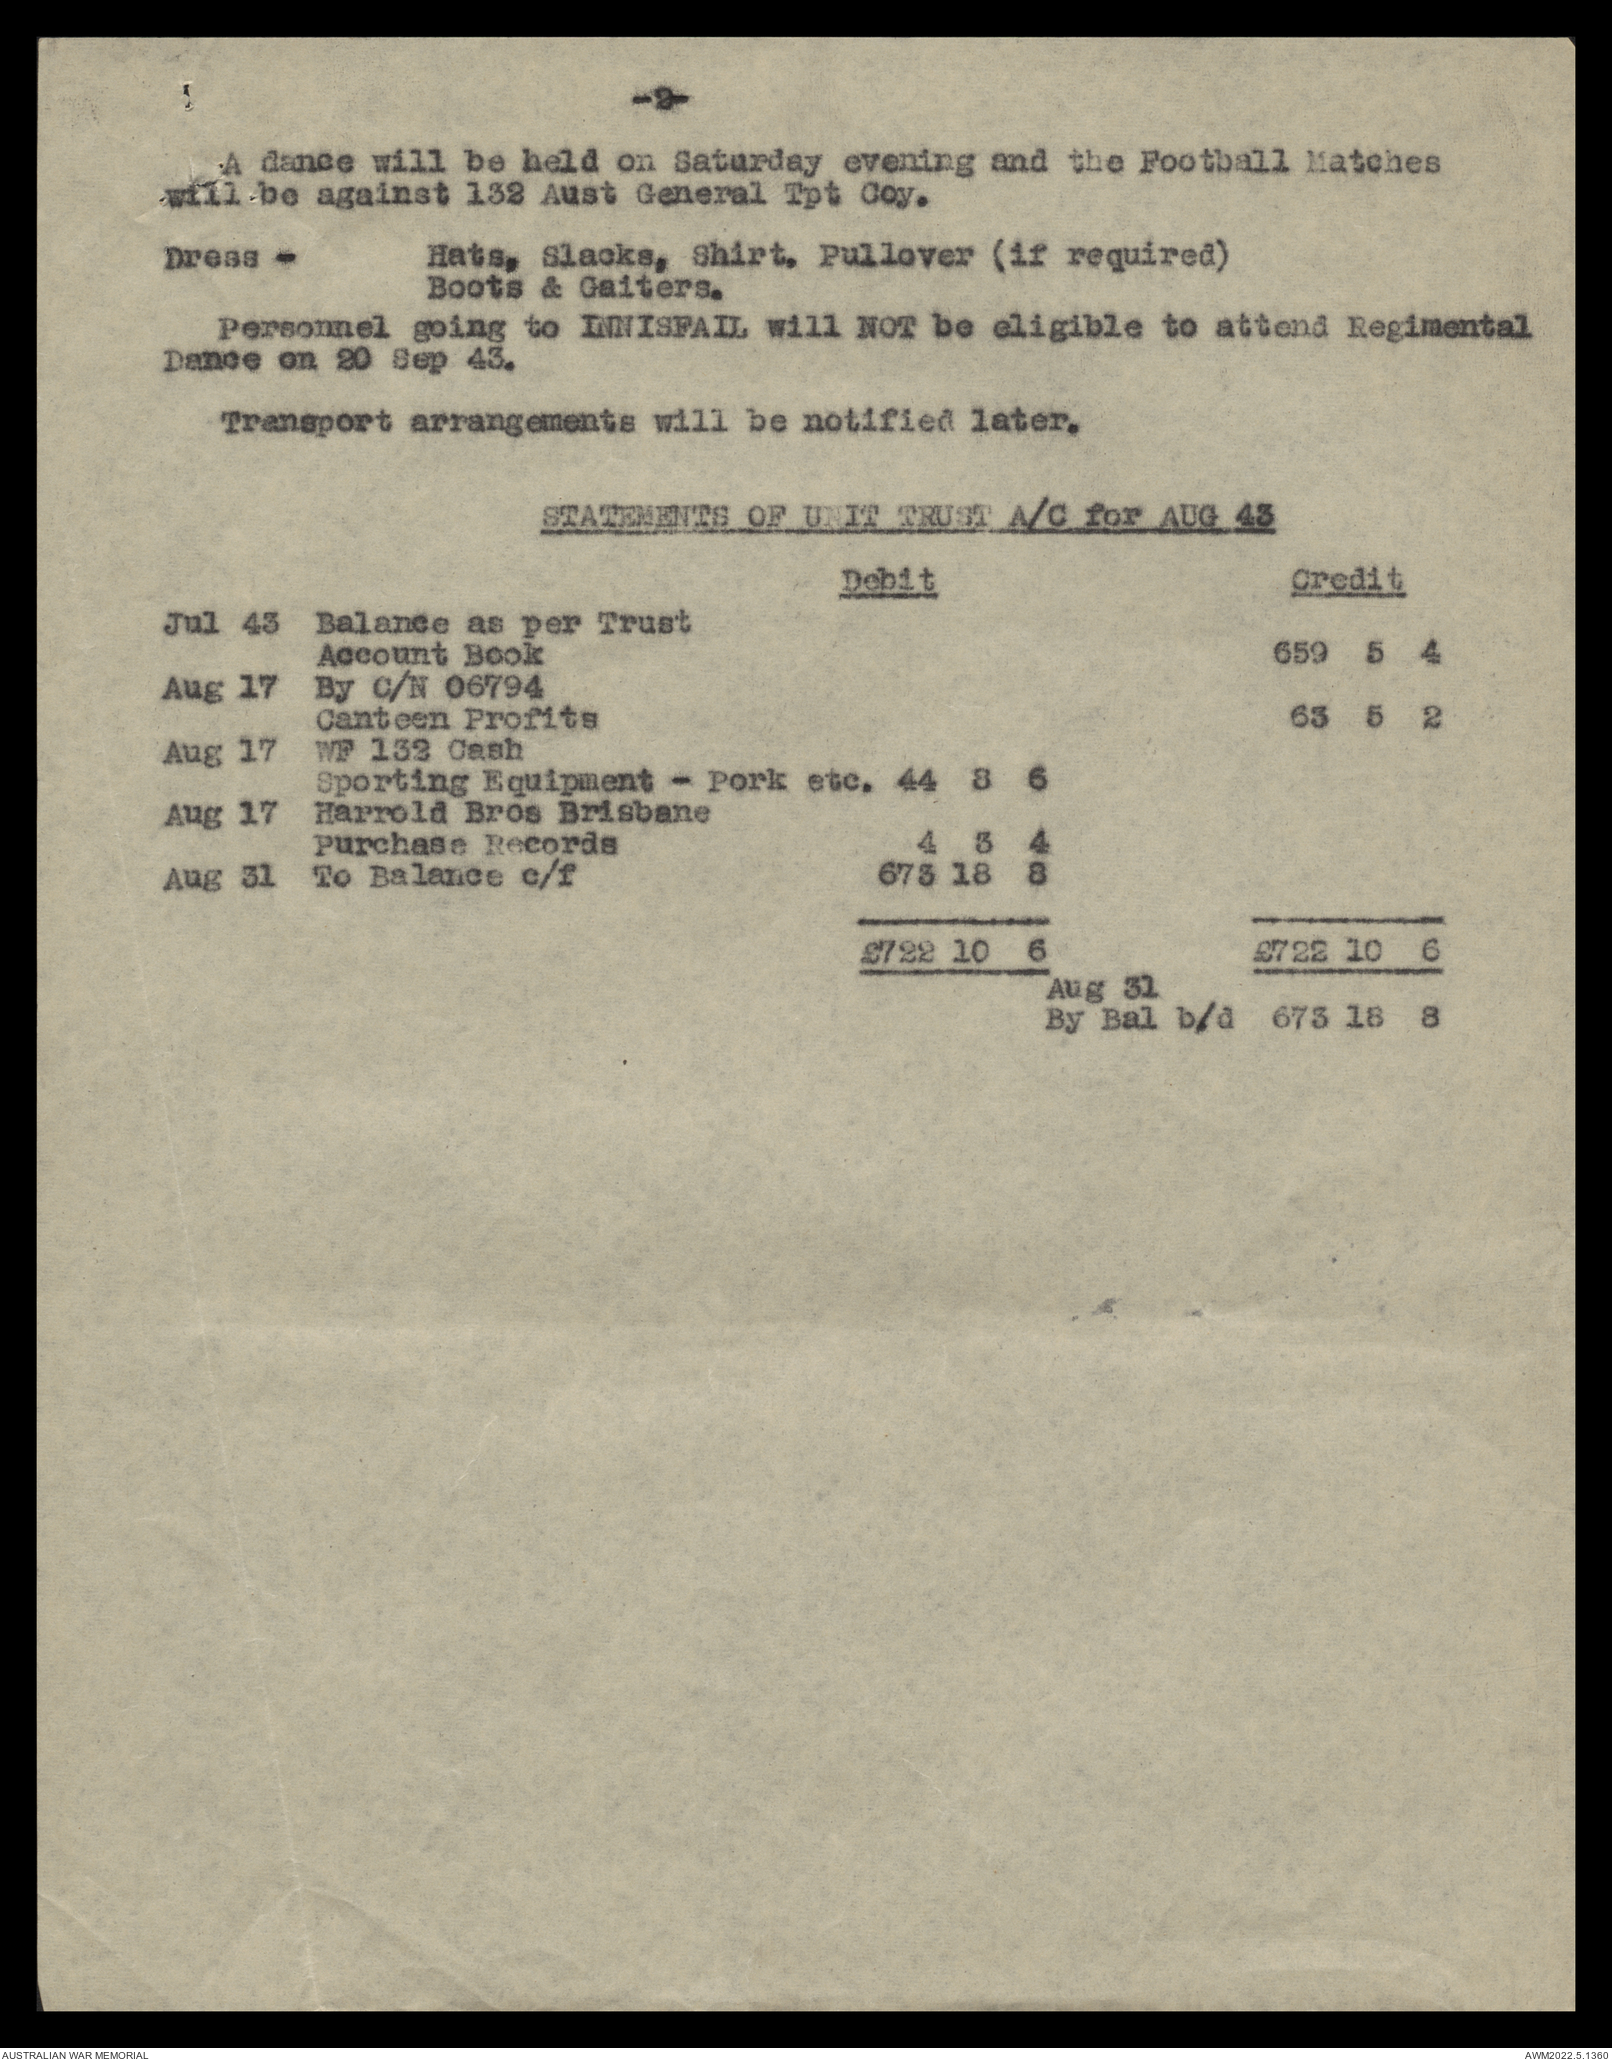 -2-
A dance will be held on Saturday evening and the Football Matches
will be against 132 Aust General Tpt Coy.
Dress - Hats, Slacks, Shirt. Pullover (if required)
Boots & Gaiters.
Personnel going to INNISFAIL will NOT be eligible to attend Regimental
Dance on 20 Sep 43.
Transport arrangements will be notified later.
STATEMENTS OF UNIT TRUST A/C for AUG 43
Debit Credit
Jul 43 Balance as per Trust
Account Book 659 5 4
Aug 17 By C/N 06794
Canteen Profits 63 5 2
Aug 17 WF 132 Cash
Sporting Equipment - Pork etc. 44 8 6
Aug 17 Harrold Bros Brisbane
Purchase Records 4 3 4
Aug 31 To Balance c/f 673 18 8
£722 10 6 £722 10 6
Aug 31
By Bal b/d 673 18 8
AUSTRALIAN WAR MEMORIAL AWM2022.5.1360